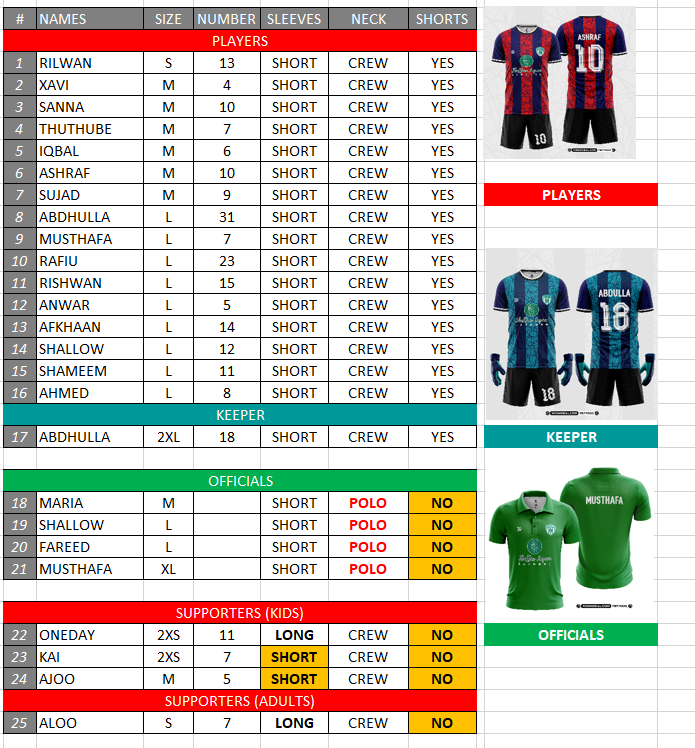 # NAMES SIZE NUMBER SLEEVES NECK SHORTS
PLAYERS
1 RILWAN S 13 SHORT CREW YES
2 XAVI M 4 SHORT CREW YES
3 SANNA M 10 SHORT CREW YES
4 THUTHUBE M 7 SHORT CREW YES
5 IQBAL M 6 SHORT CREW YES
6 ASHRAF M 10 SHORT CREW YES
7 SUJAD M 9 SHORT CREW YES
8 ABDHULLA L 31 SHORT CREW YES
9 MUSTHAFA L 7 SHORT CREW YES
10 RAFIU L 23 SHORT CREW YES
11 RISHWAN L 15 SHORT CREW YES
12 ANWAR L 5 SHORT CREW YES
13 AFKHAAN L 14 SHORT CREW YES
14 SHALLOW L 12 SHORT CREW YES
15 SHAMEEM L 11 SHORT CREW YES
16 AHMED L 8 SHORT CREW YES
KEEPER
17 ABDHULLA 2XL 18 SHORT CREW YES
OFFICIALS
18 MARIA M SHORT POLO NO
19 SHALLOW L SHORT POLO NO
20 FAREED L SHORT POLO NO
21 MUSTHAFA XL SHORT POLO NO
SUPPORTERS (KIDS)
22 ONEDAY 2XS 11 LONG CREW NO
23 KAI 2XS 7 SHORT CREW NO
24 AJOO M 5 SHORT CREW NO
SUPPORTERS (ADULTS)
25 ALOO S 7 LONG CREW NO
ASHRAF
10
10
PLAYERS
ABDULLA
18
18
KEEPER
MUSTHAFA
OFFICIALS